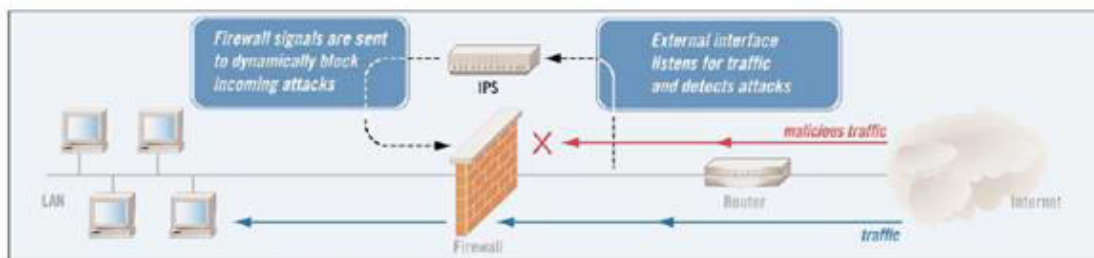 Firewall signals are sent
to dynamically block
incoming attacks
IPS
External interface
listens for traffic
and detects attacks
malicious traffic
LAN
Router
Internet
Firewall
traffic